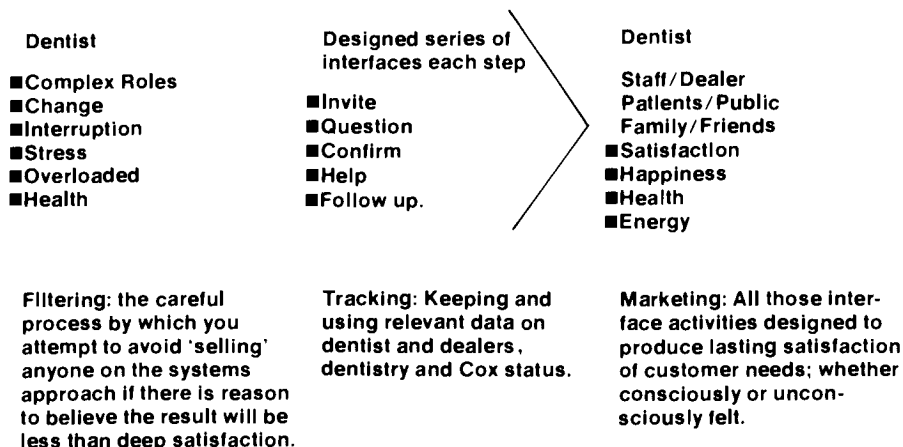 Dentist
■Complex Roles
■Change
■Interruption
■Stress
■Overloaded
■Health
Designed series of
interfaces each step
■Invite
■Question
■Confirm
■Help
■Follow up.
Dentist
Staff/Dealer
Patients/Public
Family/Friends
■Satisfaction
■Happiness
■Health
■Energy
Filtering: the careful
process by which you
attempt to avoid 'selling'
anyone on the systems
approach if there is reason
to believe the result will be
less than deep satisfaction.
Tracking: Keeping and
using relevant data on
dentist and dealers,
dentistry and Cox status.
Marketing: All those inter-
face activities designed to
produce lasting satisfaction
of customer needs; whether
consciously or uncon-
sciously felt.